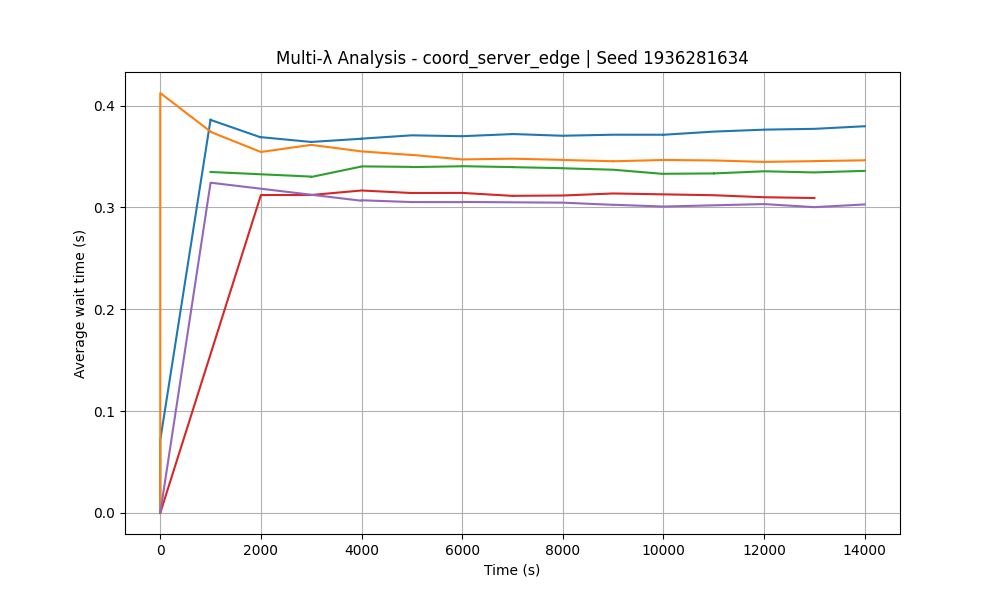 Multi-λ Analysis - coord_server_edge | Seed 1936281634
Average wait time (s)
0.4
0.3
0.2
0.1
0.0
0 2000 4000 6000 8000 10000 12000 14000
Time (s)